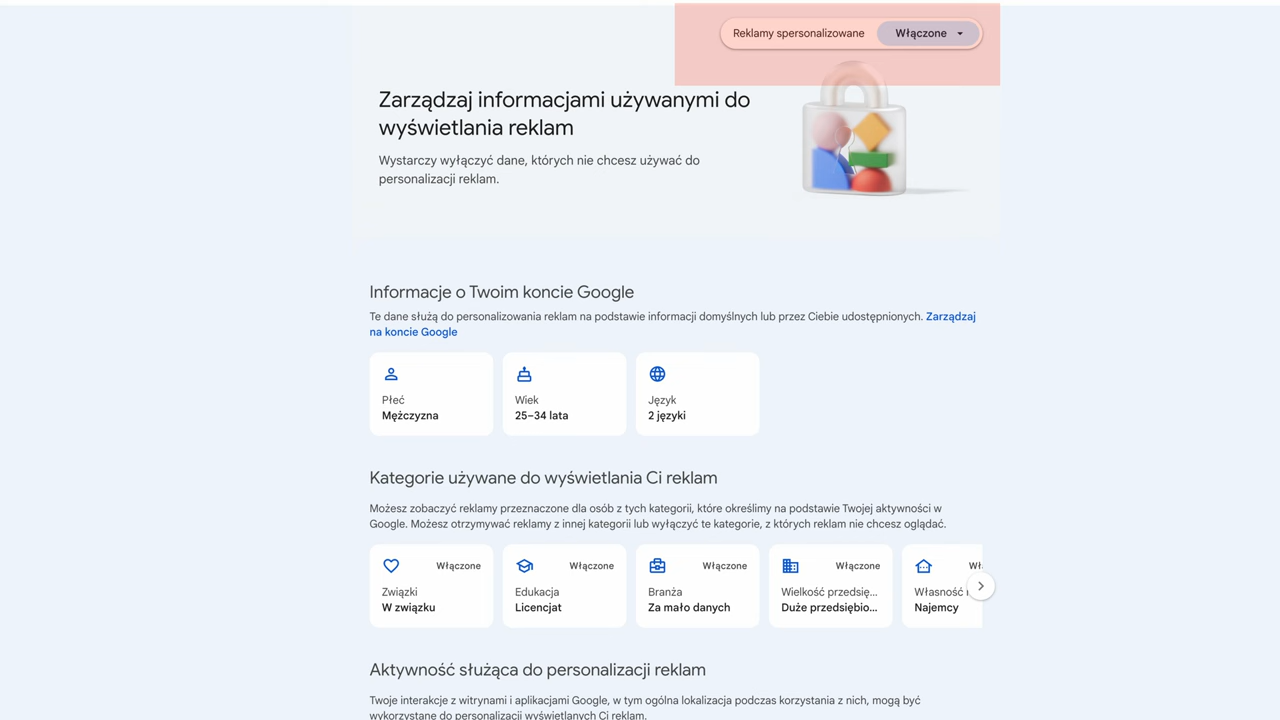 Reklamy spersonalizowane Włączone
Zarządzaj informacjami używanymi do
wyświetlania reklam
Wystarczy wyłączyć dane, których nie chcesz używać do
personalizacji reklam.
Informacje o Twoim koncie Google
Te dane służą do personalizowania reklam na podstawie informacji domyślnych lub przez Ciebie udostępnionych. Zarządzaj
na koncie Google
Płeć
Mężczyzna
Wiek
25–34 lata
Język
2 języki
Kategorie używane do wyświetlania Ci reklam
Możesz zobaczyć reklamy przeznaczone dla osób z tych kategorii, które określimy na podstawie Twojej aktywności w
Google. Możesz otrzymywać reklamy z innej kategorii lub wyłączyć te kategorie, z których reklam nie chcesz oglądać.
Włączone
Związki
W związku
Włączone
Edukacja
Licencjat
Włączone
Branża
Za mało danych
Włączone
Wielkość przedsię...
Duże przedsiębio...
Własność
Najemcy
Aktywność służąca do personalizacji reklam
Twoje interakcje z witrynami i aplikacjami Google, w tym ogólna lokalizacja podczas korzystania z nich, mogą być
wykorzystane do personalizacji wyświetlanych Ci reklam.